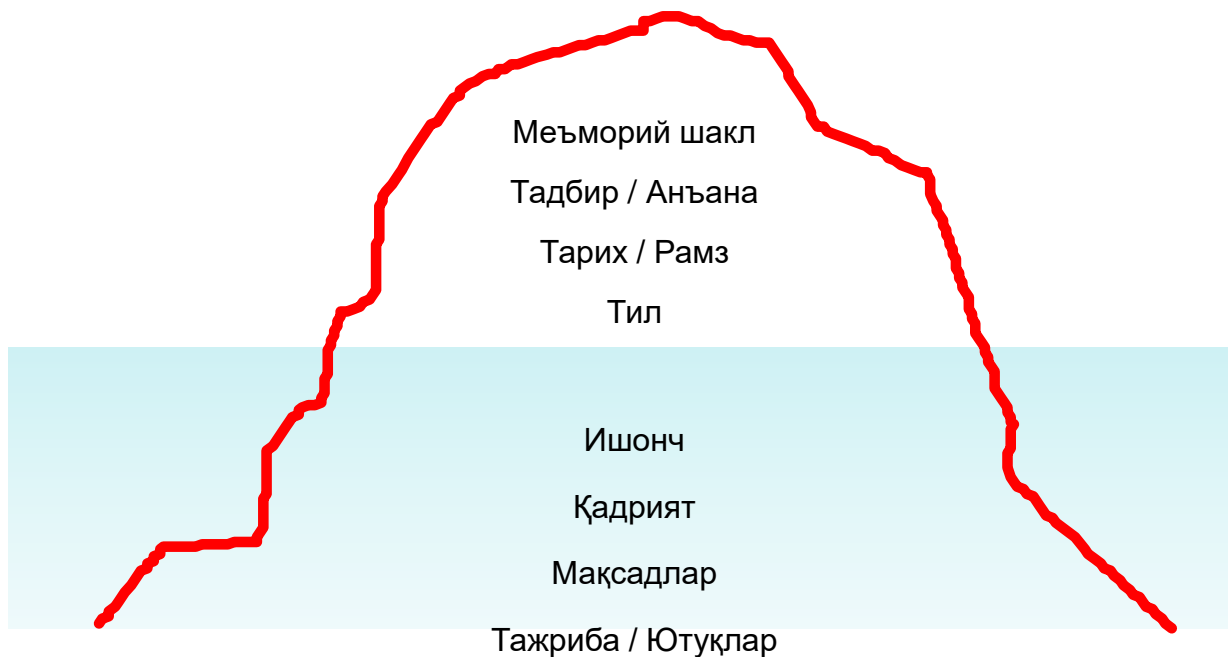 Меъморий шакл
Тадбир / Анъана
Тарих / Рамз
Тил
Ишонч
Қадрият
Мақсадлар
Тажриба / Ютуқлар